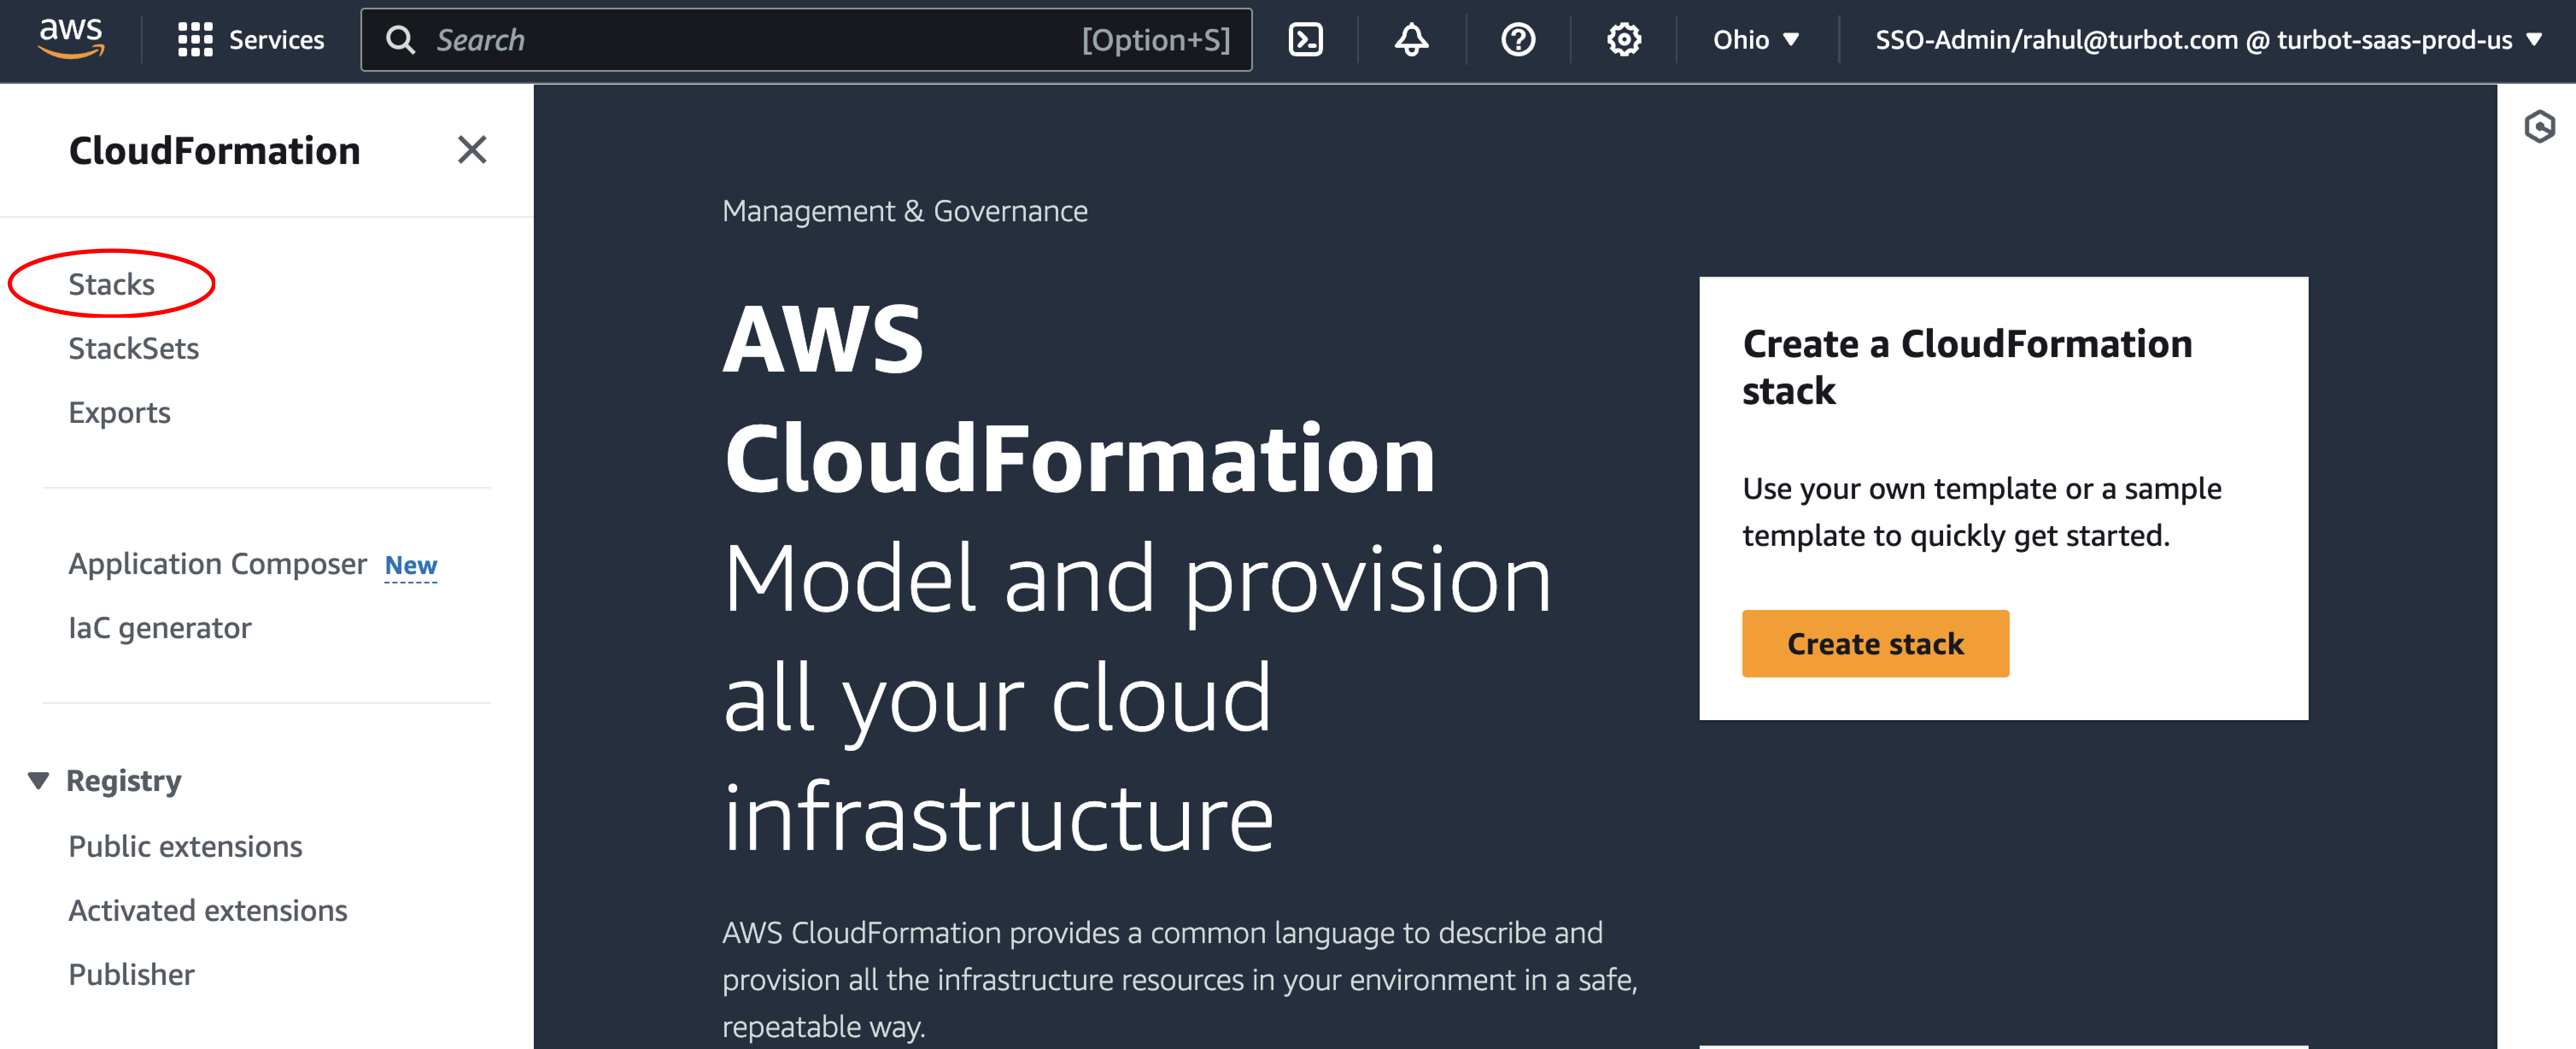 aws
Services
Search [Option+S]
Ohio
SSO-Admin/rahul@turbot.com @ turbot-saas-prod-us
CloudFormation
Stacks
StackSets
Exports
Application Composer New
IaC generator
Registry
Public extensions
Activated extensions
Publisher
Management & Governance
AWS
CloudFormation
Model and provision
all your cloud
infrastructure
AWS CloudFormation provides a common language to describe and
provision all the infrastructure resources in your environment in a safe,
repeatable way.
Create a CloudFormation
stack
Use your own template or a sample
template to quickly get started.
Create stack